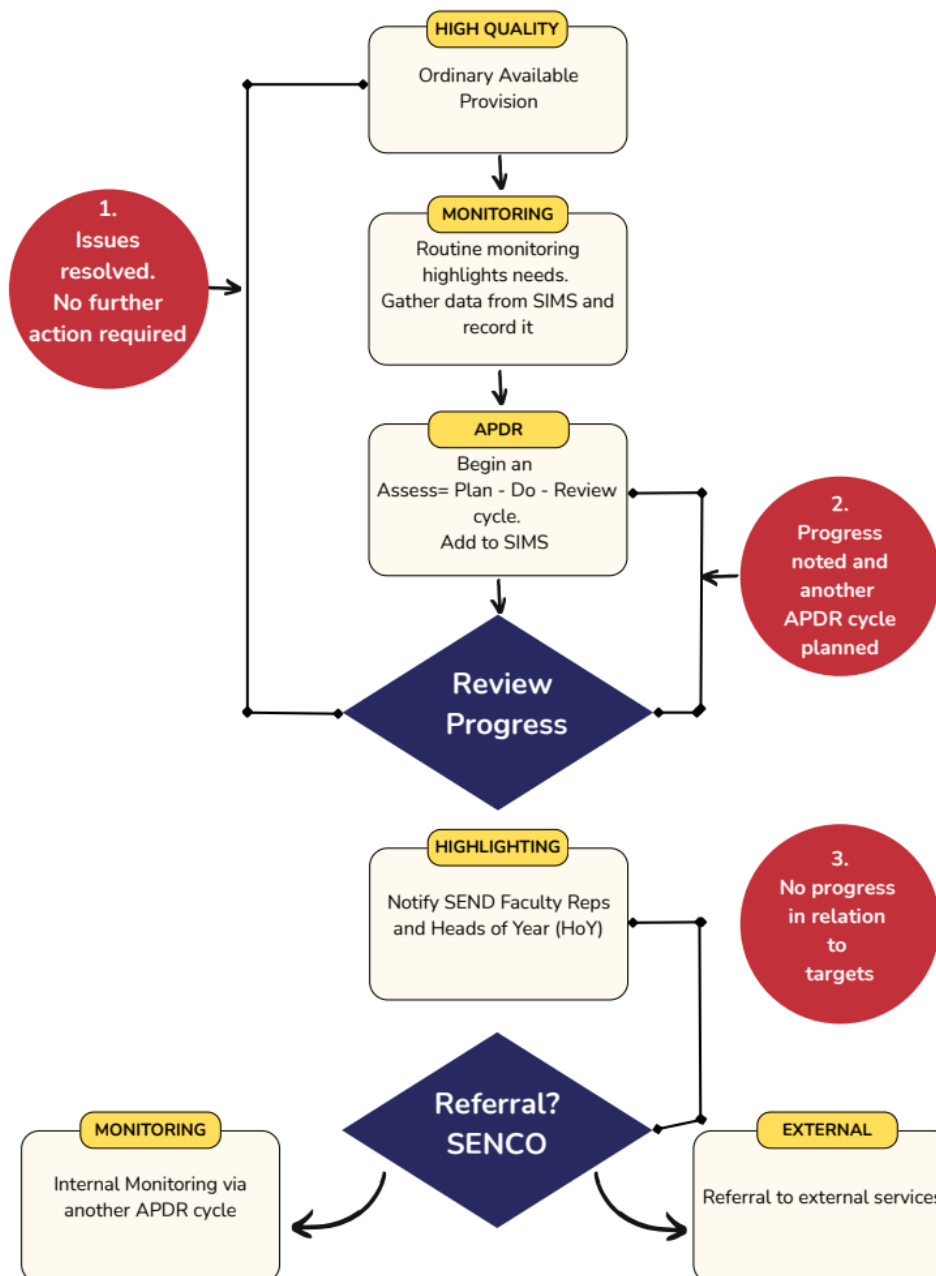 HIGH QUALITY
Ordinary Available
Provision
1.
Issues
resolved.
No further
action required
MONITORING
Routine monitoring
highlights needs.
Gather data from SIMS and
record it
APDR
Begin an
Assess= Plan - Do - Review
cycle.
Add to SIMS
2.
Progress
noted and
another
APDR cycle
planned
Review
Progress
HIGHLIGHTING
Notify SEND Faculty Reps
and Heads of Year (HoY)
3.
No progress
in relation
to
targets
Referral?
SENCO
MONITORING
Internal Monitoring via
another APDR cycle
EXTERNAL
Referral to external services